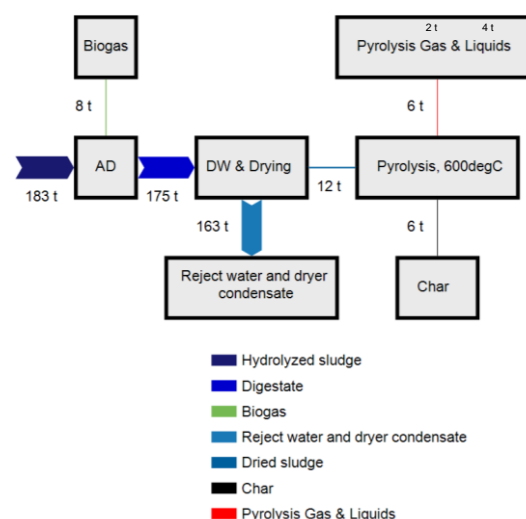 2 t 4 t
Biogas
Pyrolysis Gas & Liquids
8 t
6 t
AD
DW & Drying
Pyrolysis, 600degC
183 t
175 t
12 t
163 t
6 t
Reject water and dryer
condensate
Char
Hydrolyzed sludge
Digestate
Biogas
Reject water and dryer condensate
Dried sludge
Char
Pyrolysis Gas & Liquids